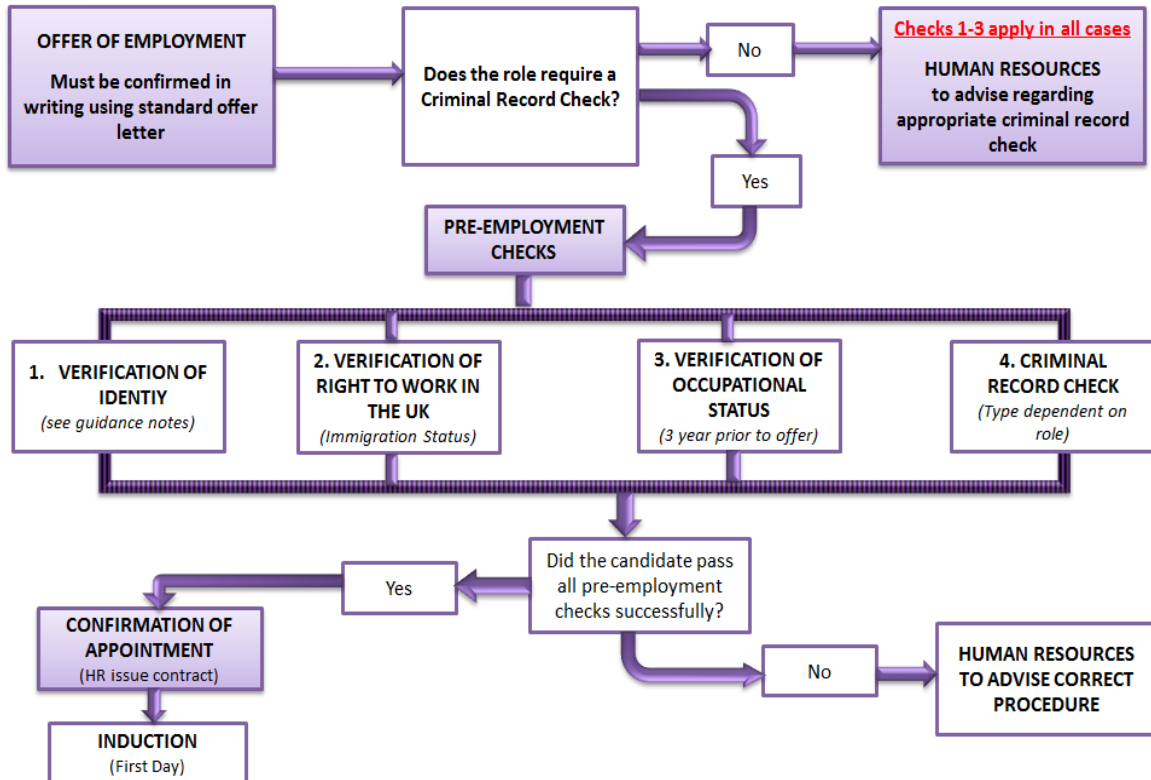 OFFER OF EMPLOYMENT
Must be confirmed in
writing using standard offer
letter
Does the role require a
Criminal Record Check?
No
Checks 1-3 apply in all cases
HUMAN RESOURCES
to advise regarding
appropriate criminal record
check
Yes
PRE-EMPLOYMENT
CHECKS
1. VERIFICATION OF
IDENTIY
(see guidance notes)
2. VERIFICATION OF
RIGHT TO WORK IN
THE UK
(Immigration Status)
3. VERIFICATION OF
OCCUPATIONAL
STATUS
(3 year prior to offer)
4. CRIMINAL
RECORD CHECK
(Type dependent on
role)
Did the candidate pass
all pre-employment
checks successfully?
Yes
CONFIRMATION OF
APPOINTMENT
(HR issue contract)
No
HUMAN RESOURCES
TO ADVISE CORRECT
PROCEDURE
INDUCTION
(First Day)